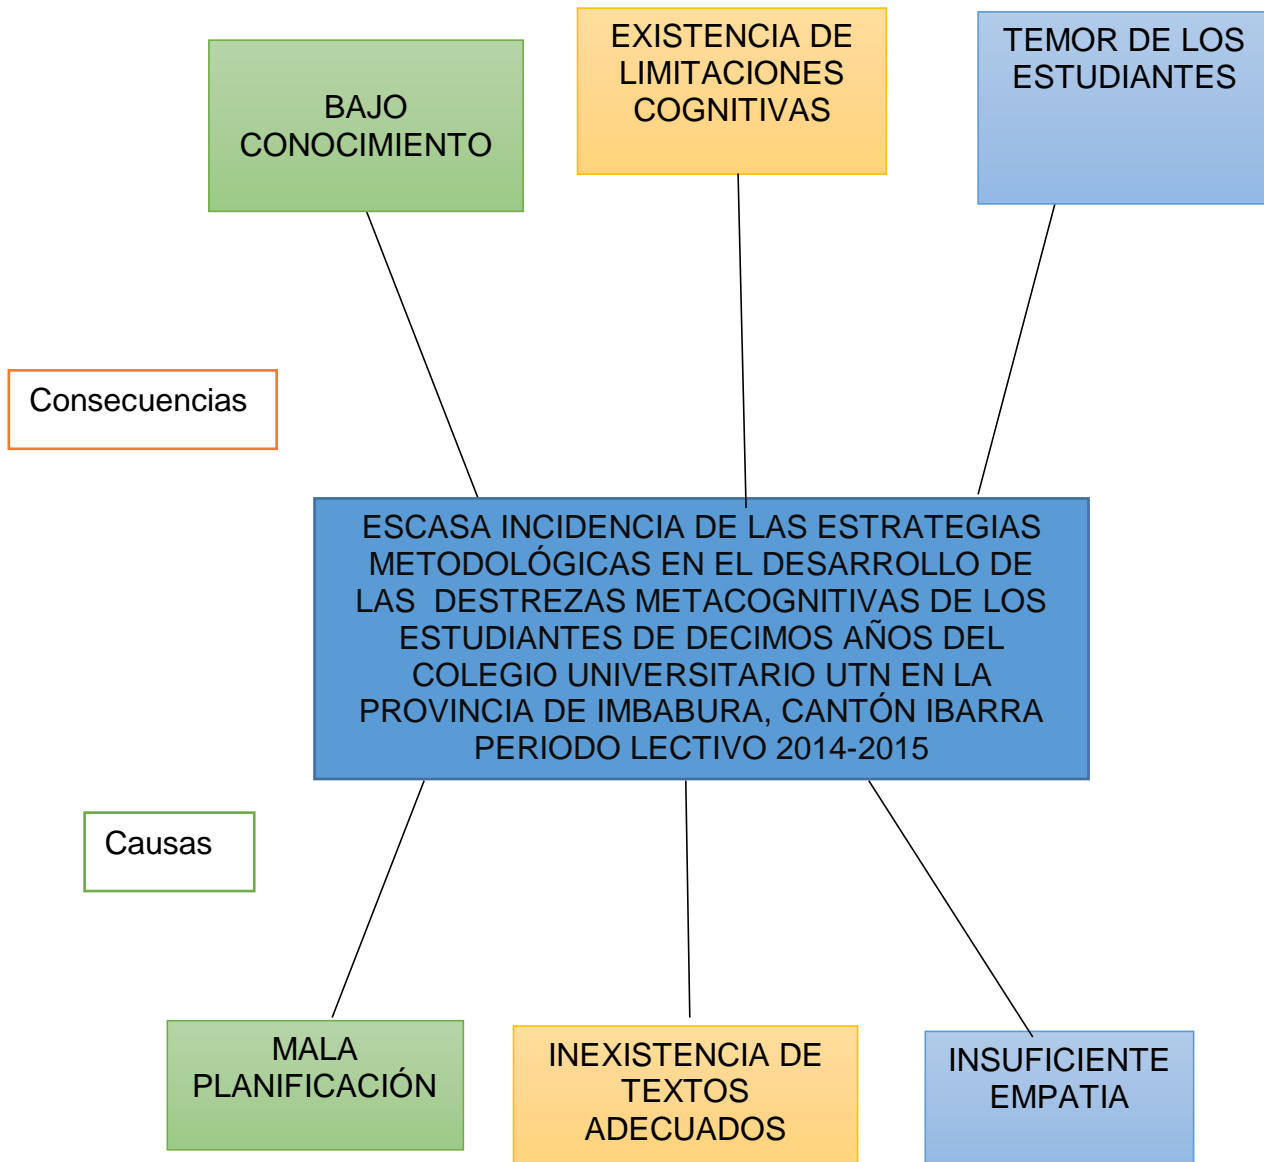 BAJO
CONOCIMIENTO
EXISTENCIA DE
LIMITACIONES
COGNITIVAS
TEMOR DE LOS
ESTUDIANTES
Consecuencias
ESCASA INCIDENCIA DE LAS ESTRATEGIAS
METODOLÓGICAS EN EL DESARROLLO DE
LAS DESTREZAS METACOGNITIVAS DE LOS
ESTUDIANTES DE DECIMOS AÑOS DEL
COLEGIO UNIVERSITARIO UTN EN LA
PROVINCIA DE IMBABURA, CANTÓN IBARRA
PERIODO LECTIVO 2014-2015
Causas
MALA
PLANIFICACIÓN
INEXISTENCIA DE
TEXTOS
ADECUADOS
INSUFICIENTE
EMPATIA